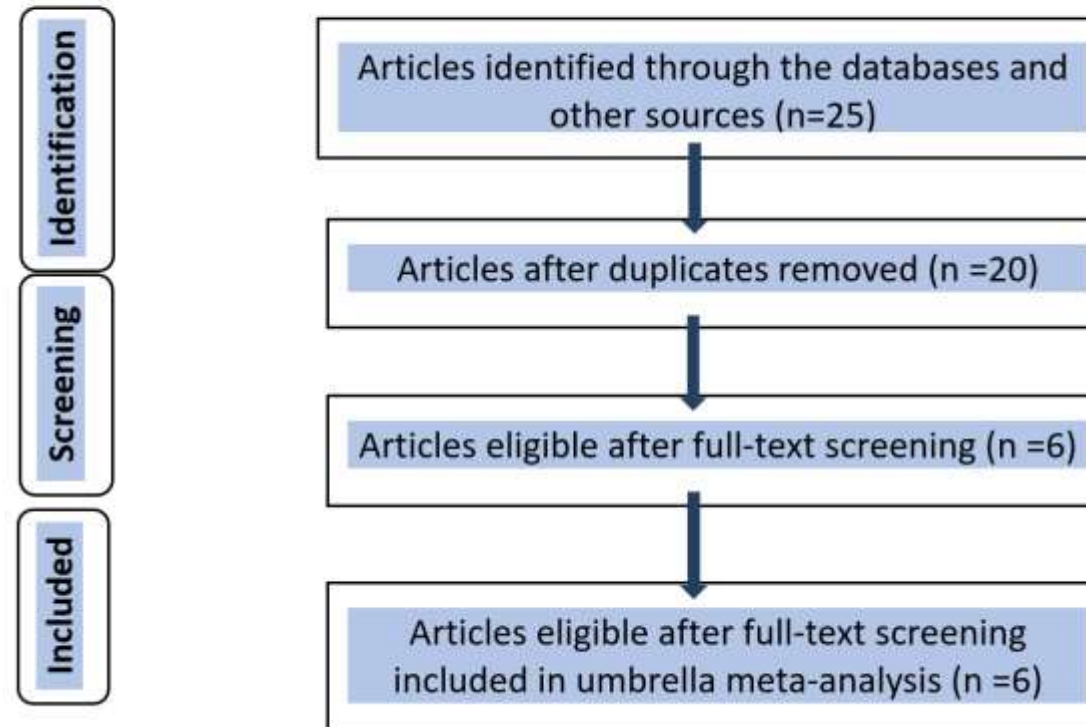 Identification
Articles identified through the databases and
other sources (n=25)
Articles after duplicates removed (n =20)
Screening
Articles eligible after full-text screening (n =6)
Included
Articles eligible after full-text screening
included in umbrella meta-analysis (n =6)